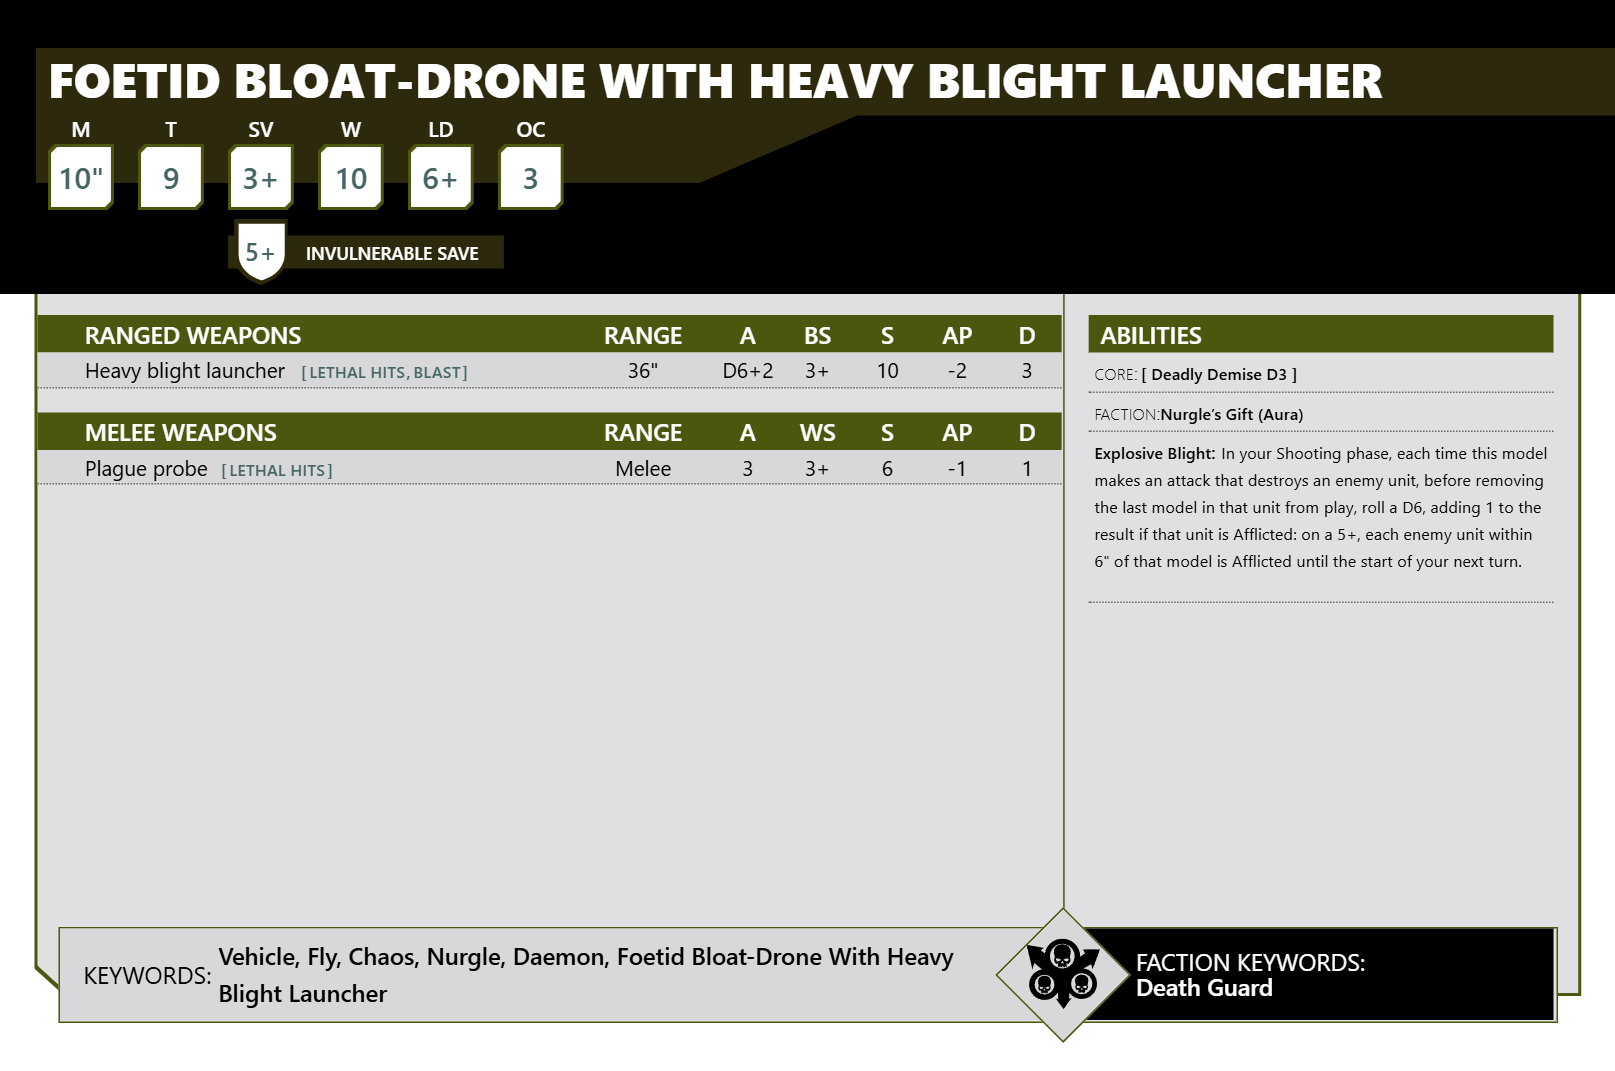 FOETID BLOAT-DRONE WITH HEAVY BLIGHT LAUNCHER
M T SV W LD OC
10" 9 3+ 10 6+ 3
5+ INVULNERABLE SAVE
RANGED WEAPONS RANGE A BS S AP D
Heavy blight launcher [LETHAL HITS, BLAST] 36" D6+2 3+ 10 -2 3
MELEE WEAPONS RANGE A WS S AP D
Plague probe [LETHAL HITS] Melee 3 3+ 6 -1 1
ABILITIES
CORE: [ Deadly Demise D3 ]
FACTION:Nurgle’s Gift (Aura)
Explosive Blight: In your Shooting phase, each time this model
makes an attack that destroys an enemy unit, before removing
the last model in that unit from play, roll a D6, adding 1 to the
result if that unit is Afflicted: on a 5+, each enemy unit within
6" of that model is Afflicted until the start of your next turn.
KEYWORDS: Vehicle, Fly, Chaos, Nurgle, Daemon, Foetid Bloat-Drone With Heavy
Blight Launcher
FACTION KEYWORDS:
Death Guard